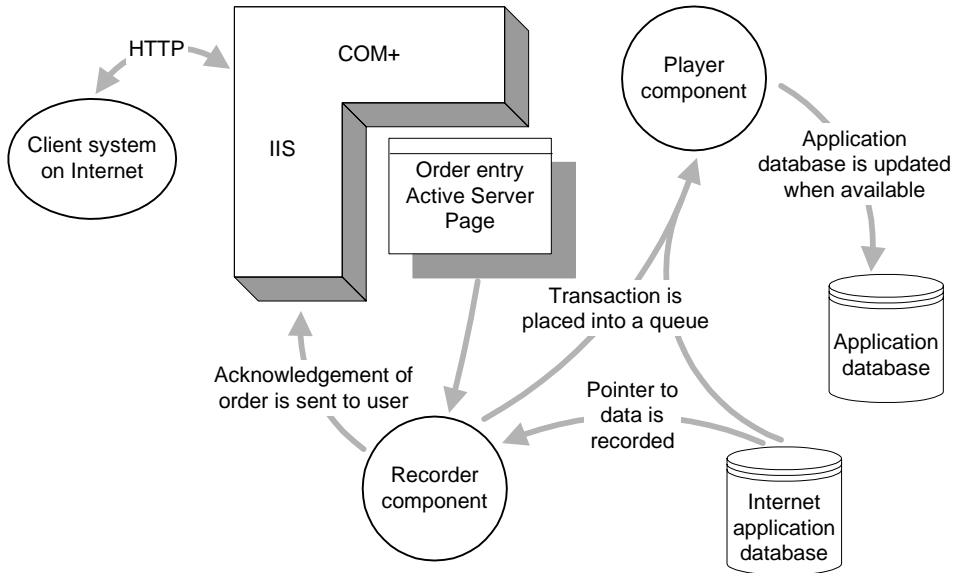 HTTP
COM+
IIS
Client system
on Internet
Order entry
Active Server
Page
Player
component
Application
database is updated
when available
Transaction is
placed into a queue
Application
database
Acknowledgement of
order is sent to user
Pointer to
data is
recorded
Recorder
component
Internet
application
database